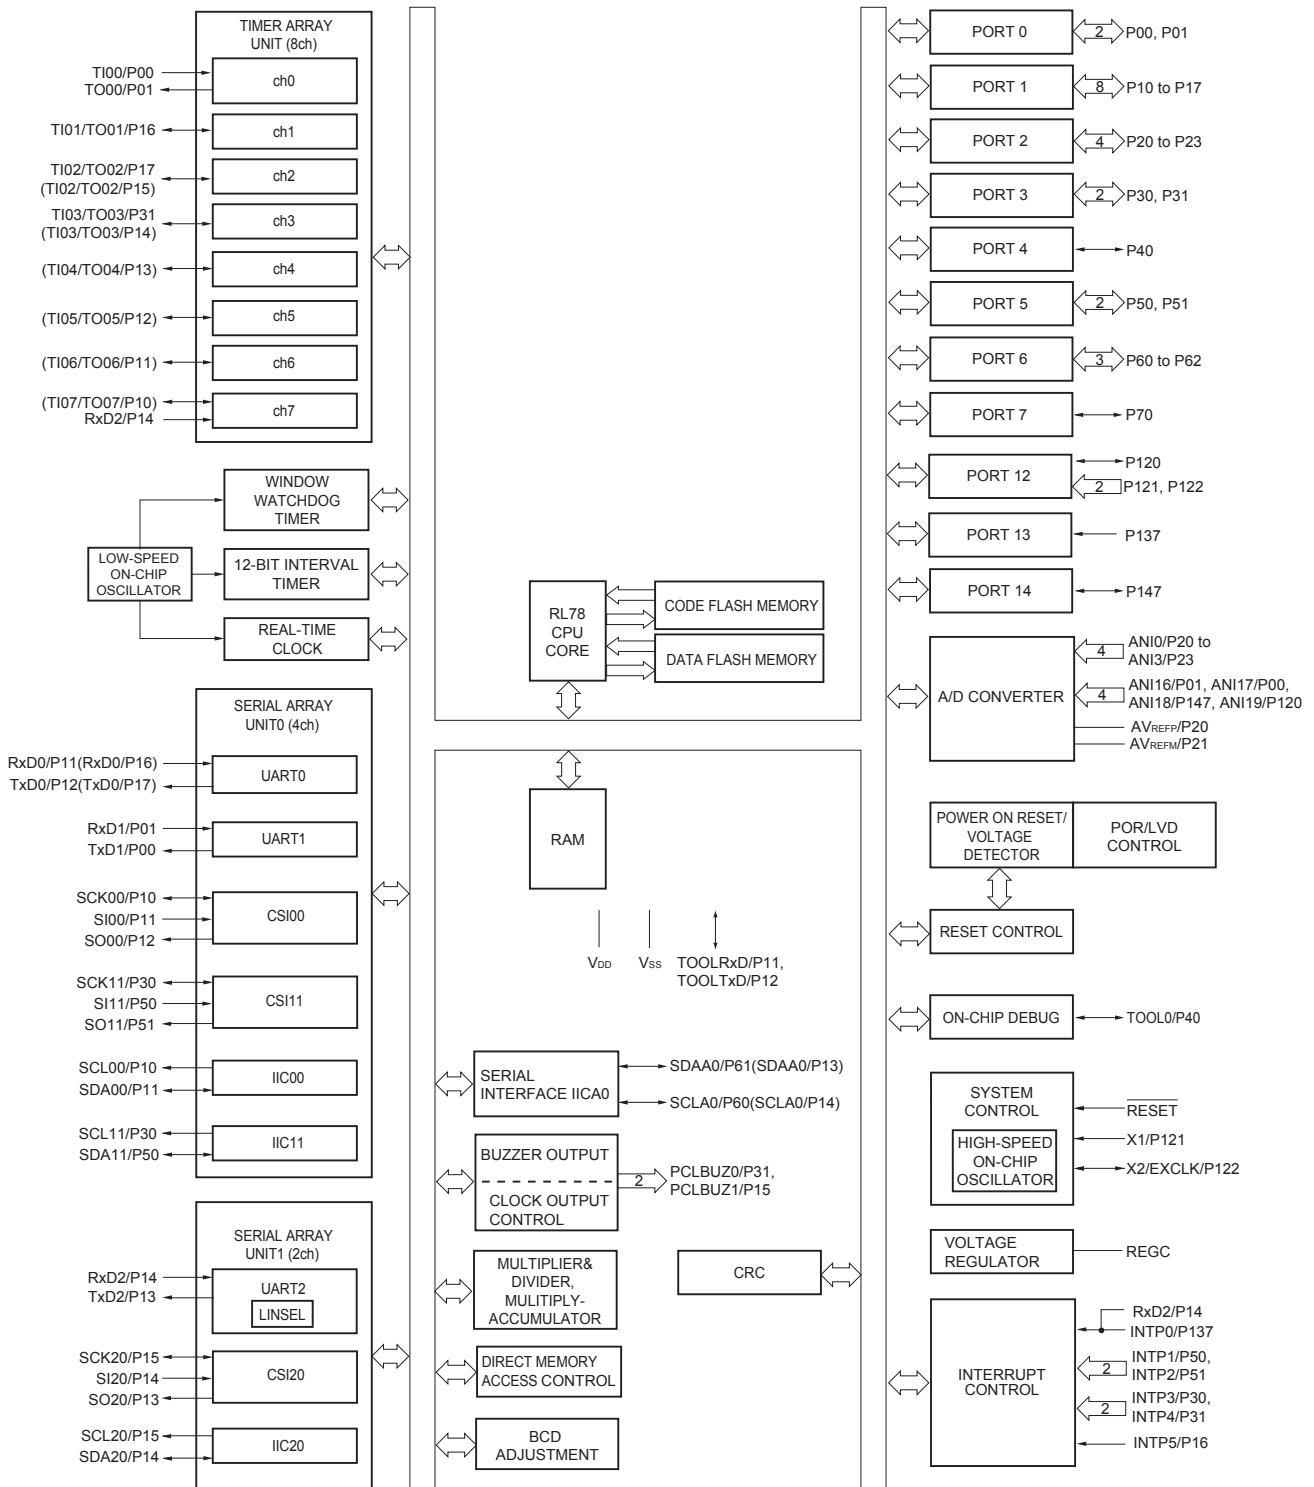 TIMER ARRAY
UNIT (8ch)
TI00/P00
TO00/P01
ch0
TI01/TO01/P16
ch1
TI02/TO02/P17
(TI02/TO02/P15)
ch2
TI03/TO03/P31
(TI03/TO03/P14)
ch3
(TI04/TO04/P13)
ch4
(TI05/TO05/P12)
ch5
(TI06/TO06/P11)
ch6
(TI07/TO07/P10)
RxD2/P14
ch7
WINDOW
WATCHDOG
TIMER
LOW-SPEED
ON-CHIP
OSCILLATOR
12-BIT INTERVAL
TIMER
REAL-TIME
CLOCK
SERIAL ARRAY
UNIT0 (4ch)
RxD0/P11(RxD0/P16)
TxD0/P12(TxD0/P17)
UART0
RxD1/P01
TxD1/P00
UART1
SCK00/P10
SI00/P11
SO00/P12
CSI00
SCK11/P30
SI11/P50
SO11/P51
CSI11
SCL00/P10
SDA00/P11
IIC00
SCL11/P30
SDA11/P50
IIC11
SERIAL ARRAY
UNIT1 (2ch)
RxD2/P14
TxD2/P13
UART2
LINSEL
SCK20/P15
SI20/P14
SO20/P13
CSI20
SCL20/P15
SDA20/P14
IIC20
RL78
CPU
CORE
CODE FLASH MEMORY
DATA FLASH MEMORY
RAM
VDD
VSS
TOOLRxD/P11,
TOOLTxD/P12
SERIAL
INTERFACE IICA0
SDAA0/P61(SDAA0/P13)
SCLA0/P60(SCLA0/P14)
BUZZER OUTPUT
CLOCK OUTPUT
CONTROL
2
PCLBUZ0/P31,
PCLBUZ1/P15
MULTIPLIER&
DIVIDER,
MULITIPLY-
ACCUMULATOR
CRC
DIRECT MEMORY
ACCESS CONTROL
BCD
ADJUSTMENT
PORT 0
2
P00, P01
PORT 1
8
P10 to P17
PORT 2
4
P20 to P23
PORT 3
2
P30, P31
PORT 4
P40
PORT 5
2
P50, P51
PORT 6
3
P60 to P62
PORT 7
P70
PORT 12
P120
2
P121, P122
PORT 13
P137
PORT 14
P147
A/D CONVERTER
4
ANI0/P20 to
ANI3/P23
4
ANI16/P01, ANI17/P00,
ANI18/P147, ANI19/P120
AVREFP/P20
AVREFM/P21
POWER ON RESET/
VOLTAGE
DETECTOR
POR/LVD
CONTROL
RESET CONTROL
ON-CHIP DEBUG
TOOL0/P40
SYSTEM
CONTROL
HIGH-SPEED
ON-CHIP
OSCILLATOR
RESET
X1/P121
X2/EXCLK/P122
VOLTAGE
REGULATOR
REGC
INTERRUPT
CONTROL
RxD2/P14
INTP0/P137
2
INTP1/P50,
INTP2/P51
2
INTP3/P30,
INTP4/P31
INTP5/P16